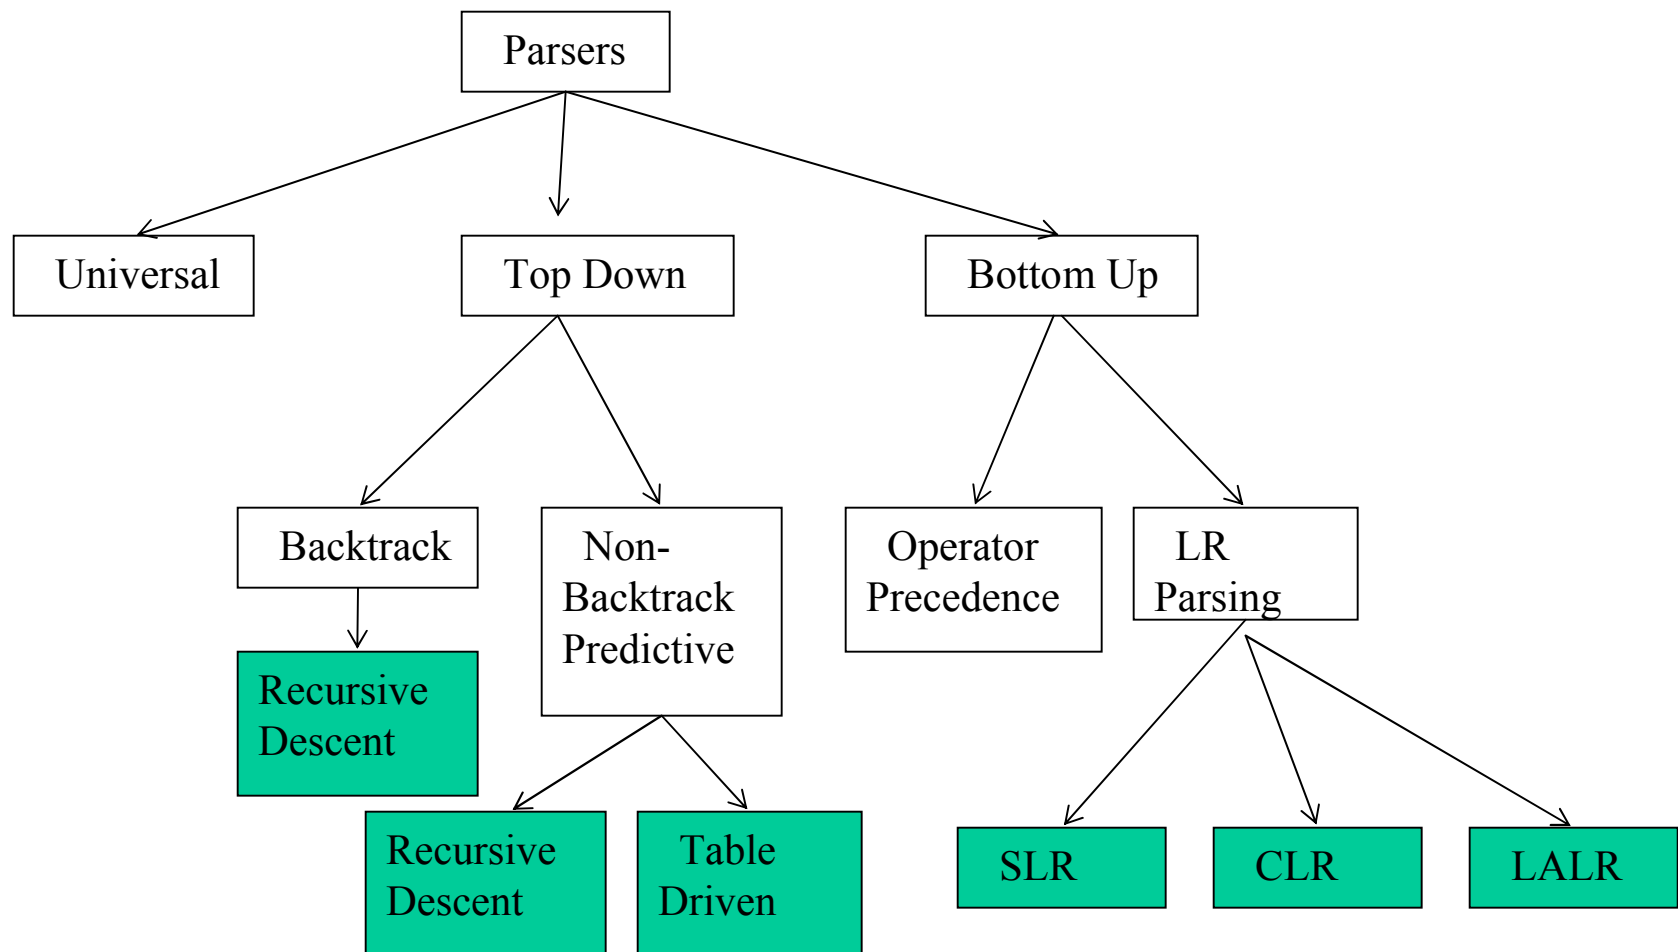 Parsers
Universal
Top Down
Bottom Up
Backtrack
Non-
Backtrack
Predictive
Operator
Precedence
LR
Parsing
Recursive
Descent
Recursive
Descent
Table
Driven
SLR
CLR
LALR